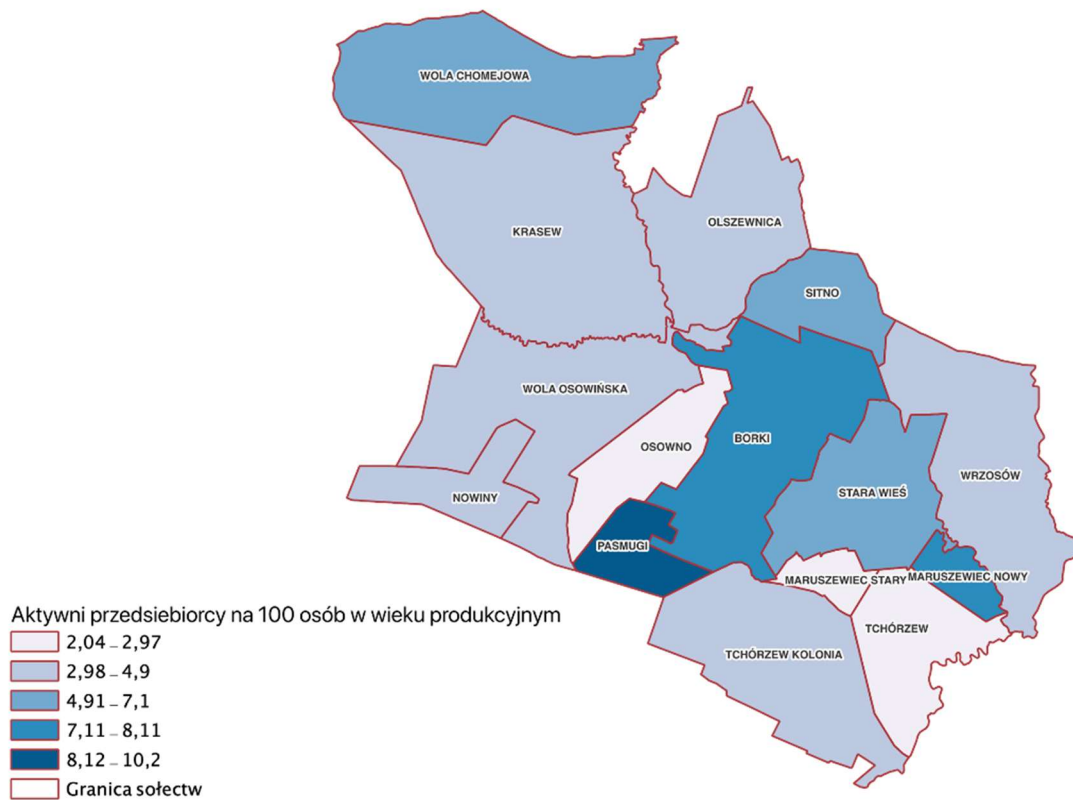 WOLA CHOMEJOWA
KRASEW
OLSZEWNICA
SITNO
WOLA OSOWIŃSKA
BORKI
OSOWNO
WRZOSÓW
STARA WIEŚ
NOWINY
PASMUGI
MARUSZEWIEC STARY
MARUSZEWIEC NOWY
TCHÓRZEW
TCHÓRZEW KOLONIA
Aktywni przedsiebiorcy na 100 osób w wieku produkcyjnym
2,04 – 2,97
2,98 – 4,9
4,91 – 7,1
7,11 – 8,11
8,12 – 10,2
Granica sołectw